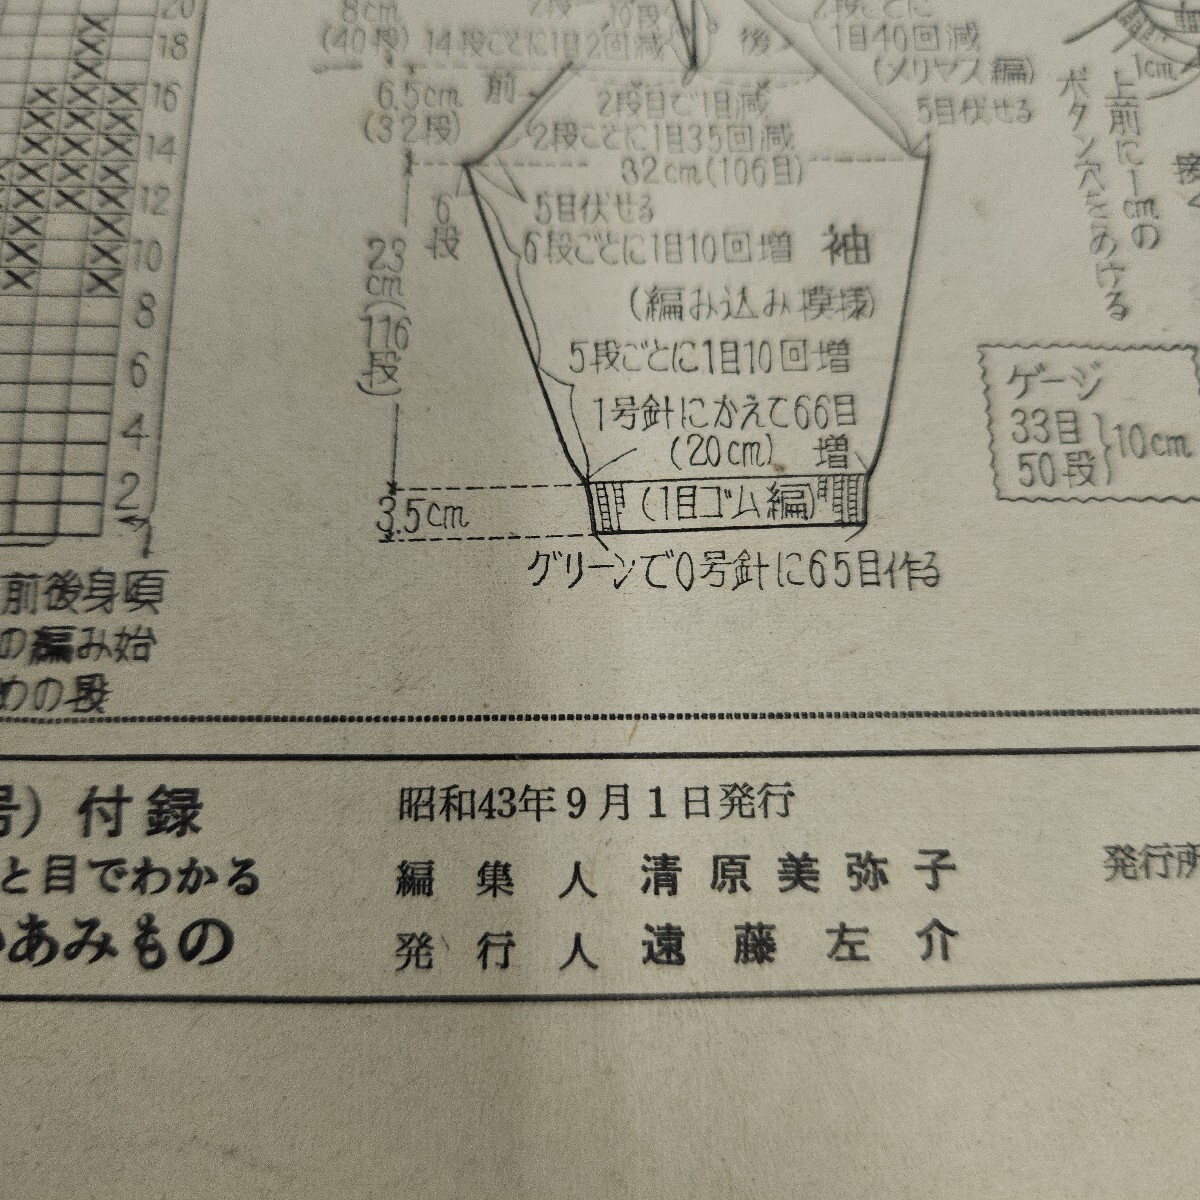 20
18
16
14
12
10
8
6
4
2
1
前後身頃
の編み始
めの段
8cm
(40段)
14段ごとに1目2回減
後
2段ごとに
1目40回減
(メリヤス編)
5目伏せる
6.5cm
(32段)
前
2段目で1目減
2段ごとに1目35回減
32cm(106目)
6段
5目伏せる
6段ごとに1目10回増
袖
(編み込み模様)
23cm(116段)
5段ごとに1目10回増
1号針にかえて66目
(20cm)
増
3.5cm
(1目ゴム編)
グリーンで0号針に65目作る
1cm
上前に1cmの
ボタン穴をあける
ゲージ
33目
50段
10cm
号)付録
と目でわかる
あみもの
昭和43年9月1日発行
編集人 清原美弥子
発行人 遠藤左介
発行所